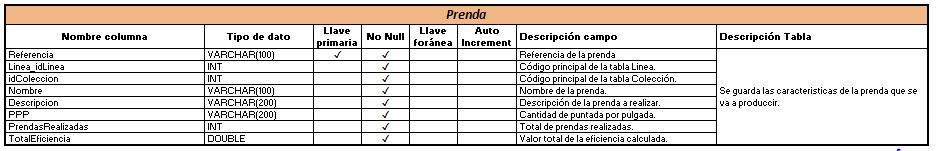 Prenda
Nombre columna Tipo de dato Llave primaria No Null Llave foránea Auto Increment Descripción campo Descripción Tabla
Referencia VARCHAR(100) ✓ ✓ Referencia de la prenda
Linea_idLinea INT ✓ Código principal de la tabla Linea.
idColeccion INT ✓ Código principal de la tabla Colección.
Nombre VARCHAR(100) ✓ Nombre de la prenda.
Descripcion VARCHAR(200) ✓ Descripción de la prenda a realizar.
PPP VARCHAR(200) ✓ Cantidad de puntada por pulgada.
PrendasRealizadas INT ✓ Total de prendas realizadas.
TotalEficiencia DOUBLE ✓ Valor total de la eficiencia calculada.
Se guarda las caracteristicas de la prenda que se
va a producir.